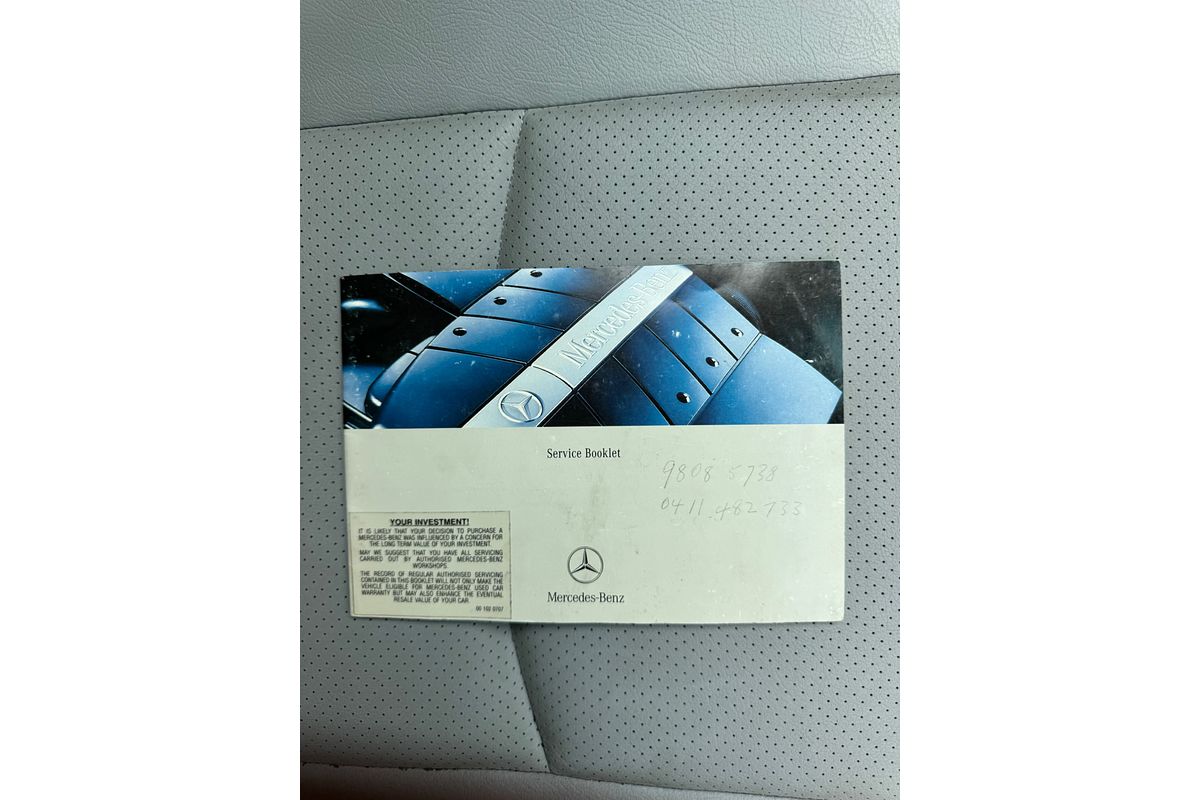 Mercedes-Benz
Service Booklet
9808 5738
0411 482 733
YOUR INVESTMENT!
IT IS LIKELY THAT YOUR DECISION TO PURCHASE A
MERCEDES-BENZ WAS INFLUENCED BY A CONCERN FOR
THE LONG TERM VALUE OF YOUR INVESTMENT.
MAY WE SUGGEST THAT YOU HAVE ALL SERVICING
CARRIED OUT BY AUTHORISED MERCEDES-BENZ
WORKSHOPS.
THE RECORD OF REGULAR AUTHORISED SERVICING
CONTAINED IN THIS BOOKLET WILL NOT ONLY MAKE THE
VEHICLE ELIGIBLE FOR MERCEDES-BENZ USED CAR
WARRANTY BUT MAY ALSO ENHANCE THE EVENTUAL
RESALE VALUE OF YOUR CAR.
00 102 0707
Mercedes-Benz